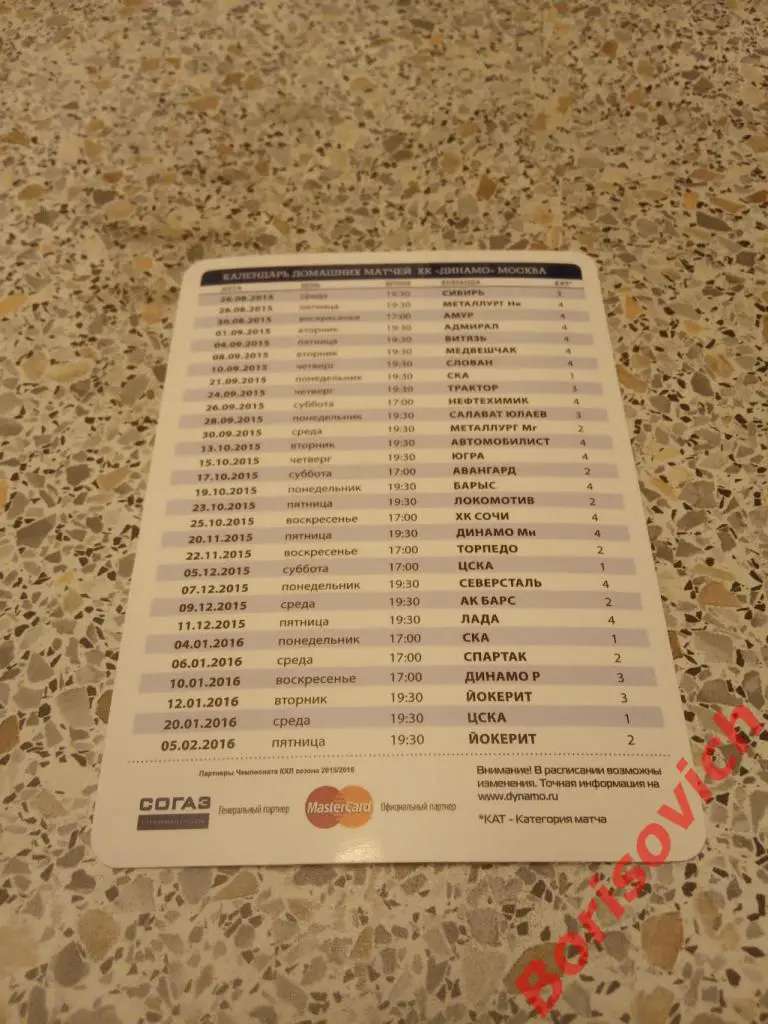 КАЛЕНДАРЬ ДОМАШНИХ МАТЧЕЙ ХК «ДИНАМО» МОСКВА
ДАТА ДЕНЬ ВРЕМЯ КОМАНДА КАТ*
26.08.2015 среда 19:30 СИБИРЬ 3
28.08.2015 пятница 19:30 МЕТАЛЛУРГ Нк 4
30.08.2015 воскресенье 17:00 АМУР 4
01.09.2015 вторник 19:30 АДМИРАЛ 4
04.09.2015 пятница 19:30 ВИТЯЗЬ 4
08.09.2015 вторник 19:30 МЕДВЕШЧАК 4
10.09.2015 четверг 19:30 СЛОВАН 4
21.09.2015 понедельник 19:30 СКА 1
24.09.2015 четверг 19:30 ТРАКТОР 3
26.09.2015 суббота 17:00 НЕФТЕХИМИК 4
28.09.2015 понедельник 19:30 САЛАВАТ ЮЛАЕВ 3
30.09.2015 среда 19:30 МЕТАЛЛУРГ Мг 2
13.10.2015 вторник 19:30 АВТОМОБИЛИСТ 4
15.10.2015 четверг 19:30 ЮГРА 4
17.10.2015 суббота 17:00 АВАНГАРД 2
19.10.2015 понедельник 19:30 БАРЫС 4
23.10.2015 пятница 19:30 ЛОКОМОТИВ 2
25.10.2015 воскресенье 17:00 ХК СОЧИ 4
20.11.2015 пятница 19:30 ДИНАМО Мн 4
22.11.2015 воскресенье 17:00 ТОРПЕДО 2
05.12.2015 суббота 17:00 ЦСКА 1
07.12.2015 понедельник 19:30 СЕВЕРСТАЛЬ 4
09.12.2015 среда 19:30 АК БАРС 2
11.12.2015 пятница 19:30 ЛАДА 4
04.01.2016 понедельник 17:00 СКА 1
06.01.2016 среда 17:00 СПАРТАК 2
10.01.2016 воскресенье 17:00 ДИНАМО Р 3
12.01.2016 вторник 19:30 ЙОКЕРИТ 3
20.01.2016 среда 19:30 ЦСКА 1
05.02.2016 пятница 19:30 ЙОКЕРИТ 2
Партнеры Чемпионата КХЛ сезона 2015/2016
СОГАЗ
Генеральный партнер
MasterCard
Официальный партнер
Внимание! В расписании возможны
изменения. Точная информация на
www.dynamo.ru
*КАТ - Категория матча
Borisovich